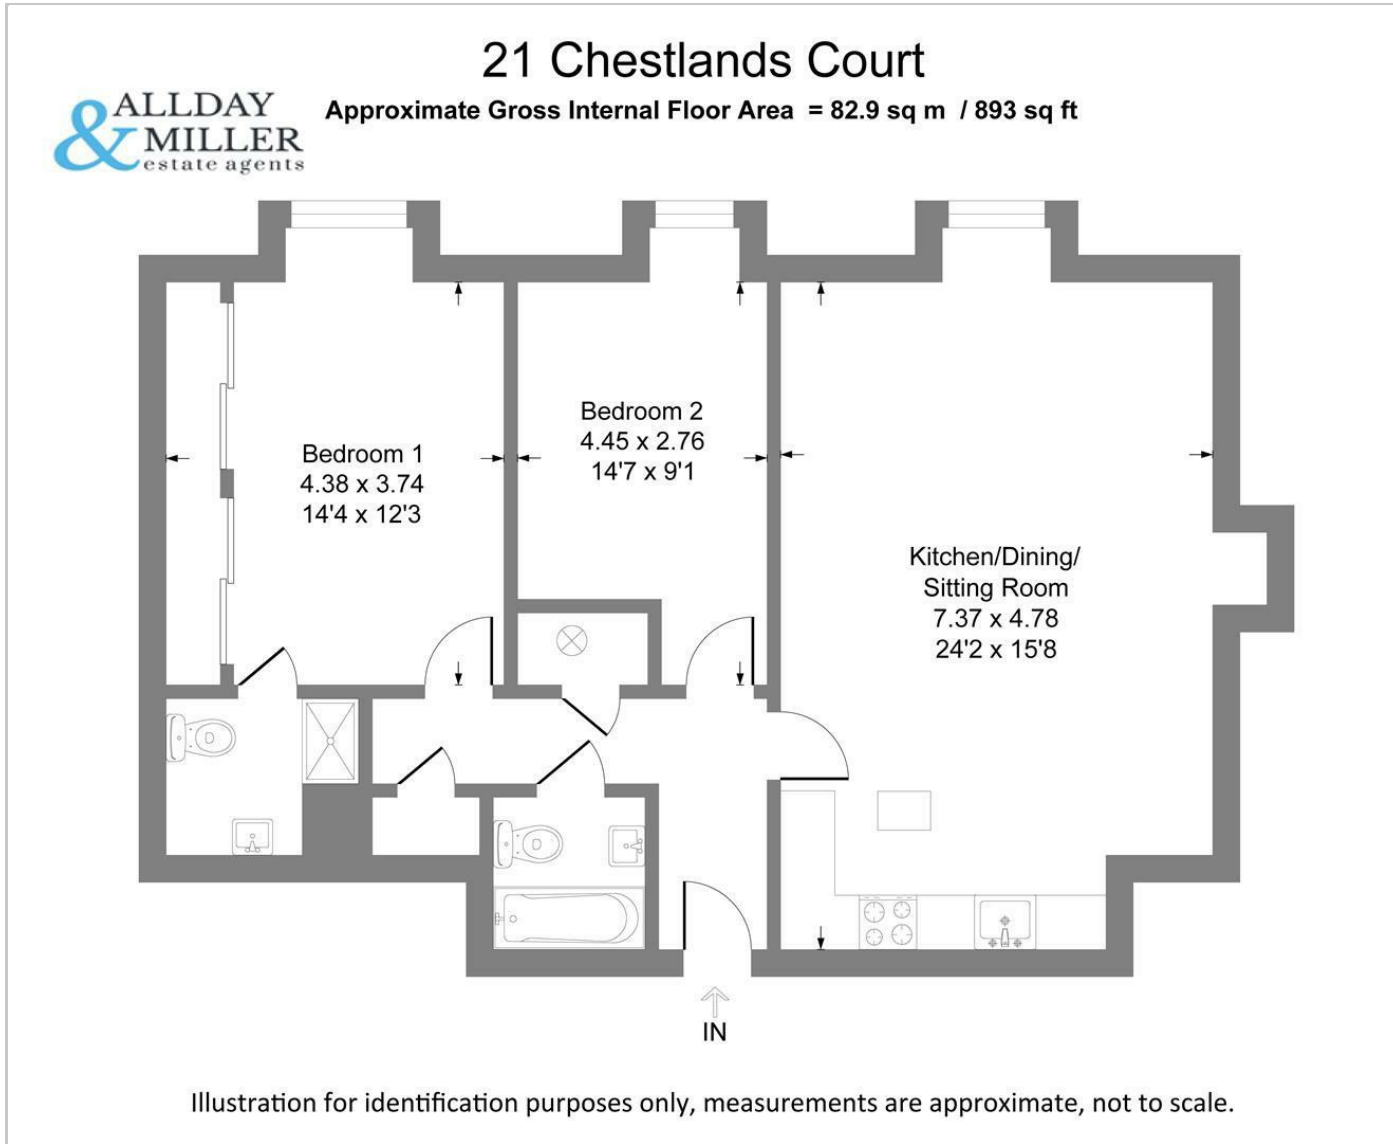 21 Chestlands Court
ALLDAY
& MILLER
estate agents
Approximate Gross Internal Floor Area = 82.9 sq m / 893 sq ft
Bedroom 1
4.38 x 3.74
14'4 x 12'3
Bedroom 2
4.45 x 2.76
14'7 x 9'1
Kitchen/Dining/
Sitting Room
7.37 x 4.78
24'2 x 15'8
IN
Illustration for identification purposes only, measurements are approximate, not to scale.